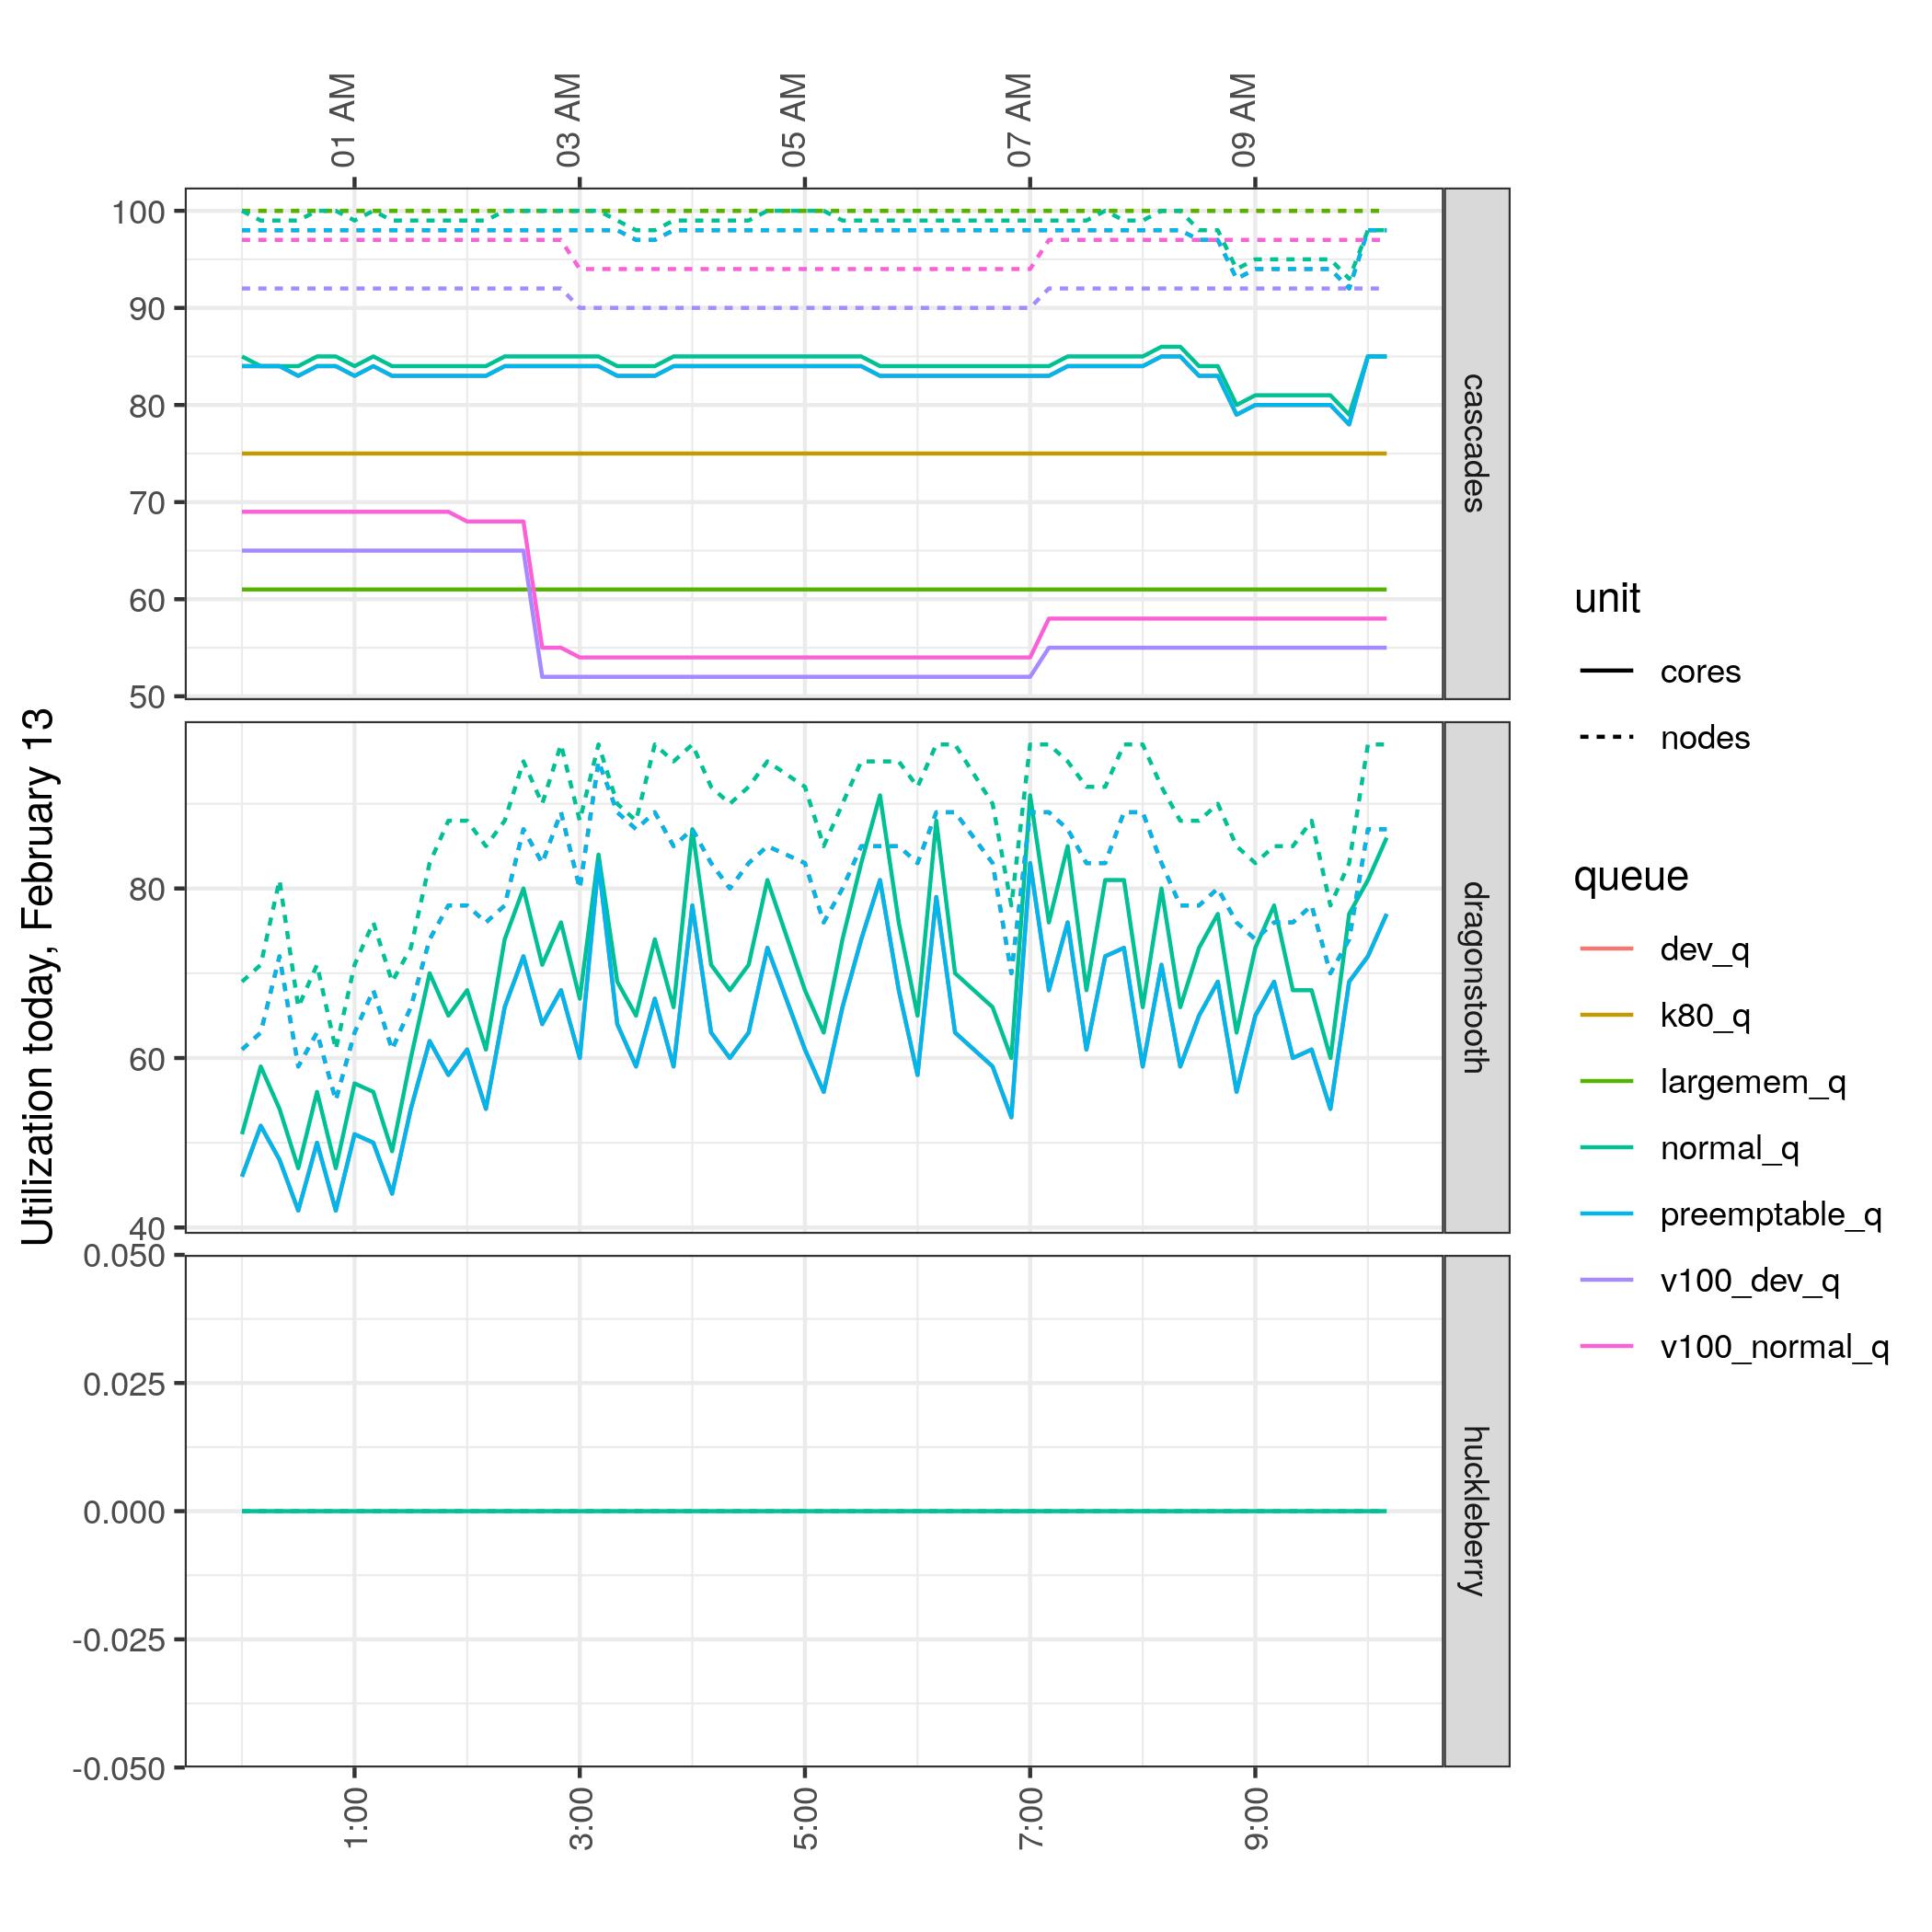 01 AM
03 AM
05 AM
07 AM
09 AM
100
90
80
70
60
50
cascades
80
60
40
dragonstooth
0.050
0.025
0.000
-0.025
-0.050
huckleberry
1:00
3:00
5:00
7:00
9:00
Utilization today, February 13
unit
cores
nodes
queue
dev_q
k80_q
largemem_q
normal_q
preemptable_q
v100_dev_q
v100_normal_q